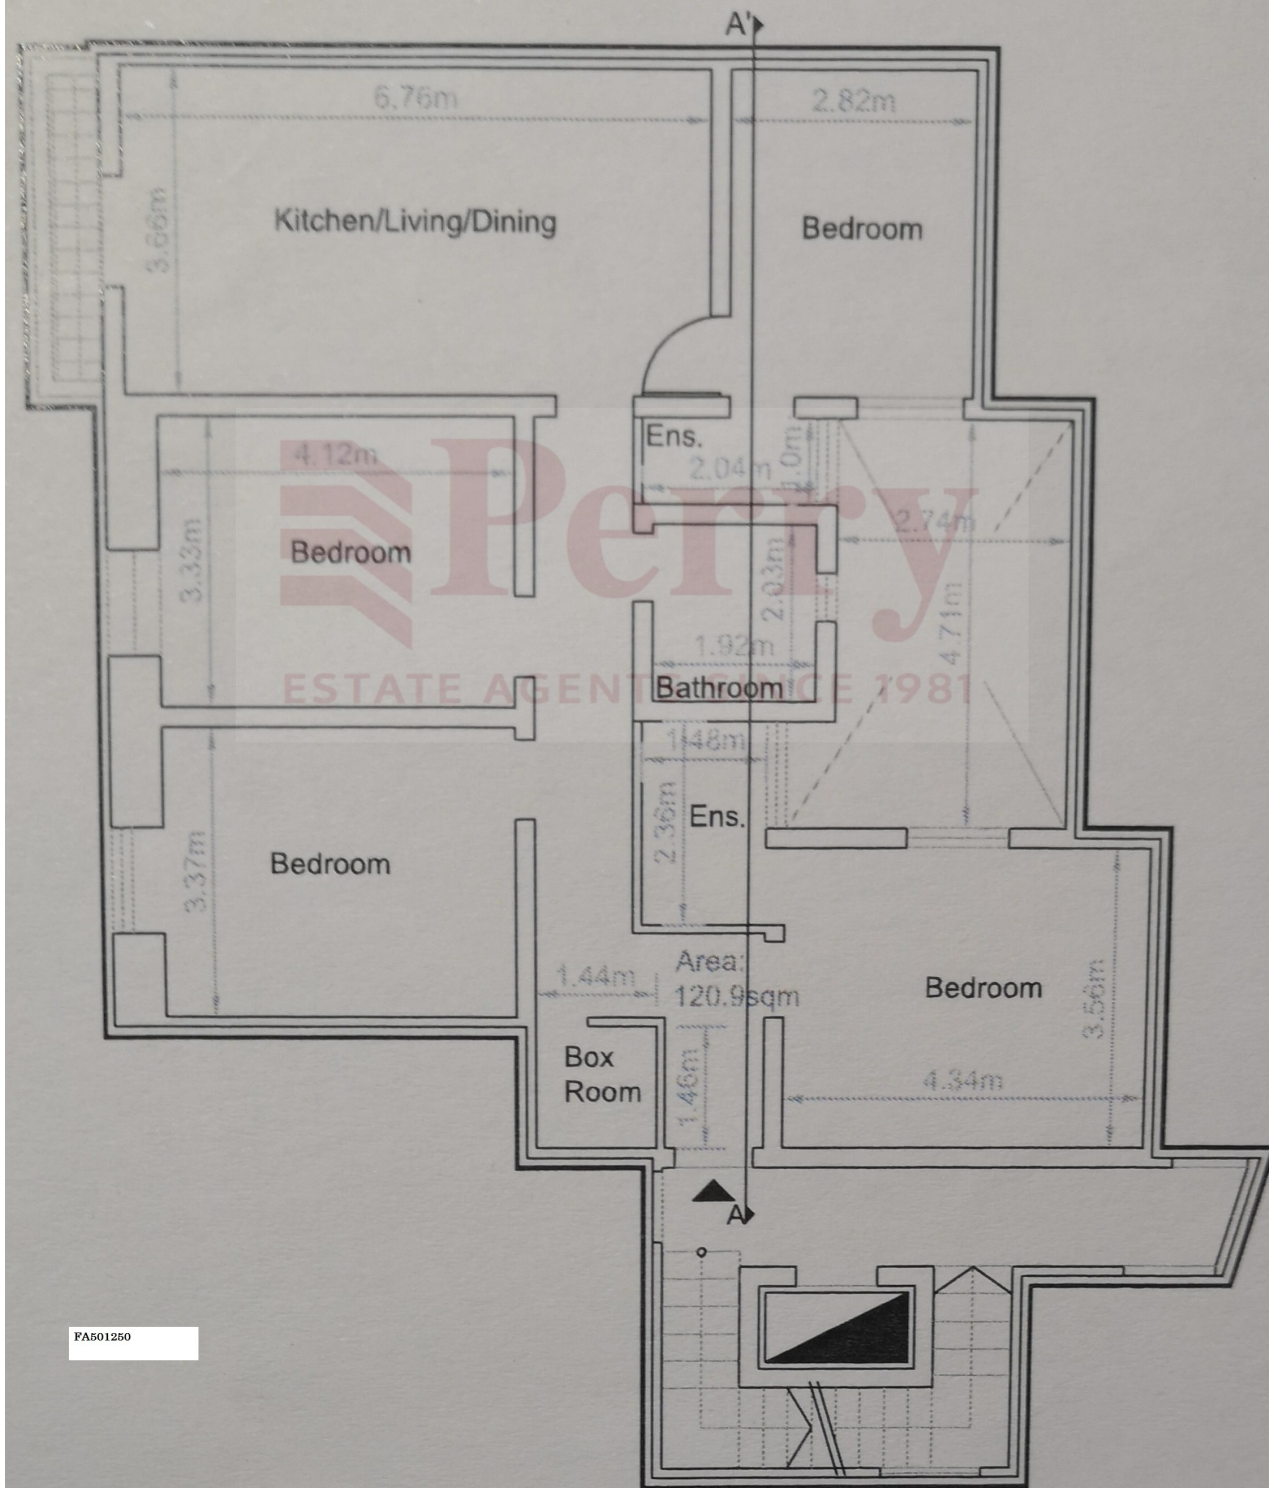 A'
6.76m
2.82m
3.66m
Kitchen/Living/Dining
Bedroom
Ens.
4.12m
2.04m
1.0m
Perry
2.74m
3.33m
Bedroom
2.03m
4.71m
1.92m
ESTATE AGENTS SINCE 1981
Bathroom
1.48m
2.36m
Ens.
3.37m
Bedroom
Area:
120.9sqm
1.44m
Bedroom
3.56m
Box
Room
1.46m
4.34m
A
FA501250